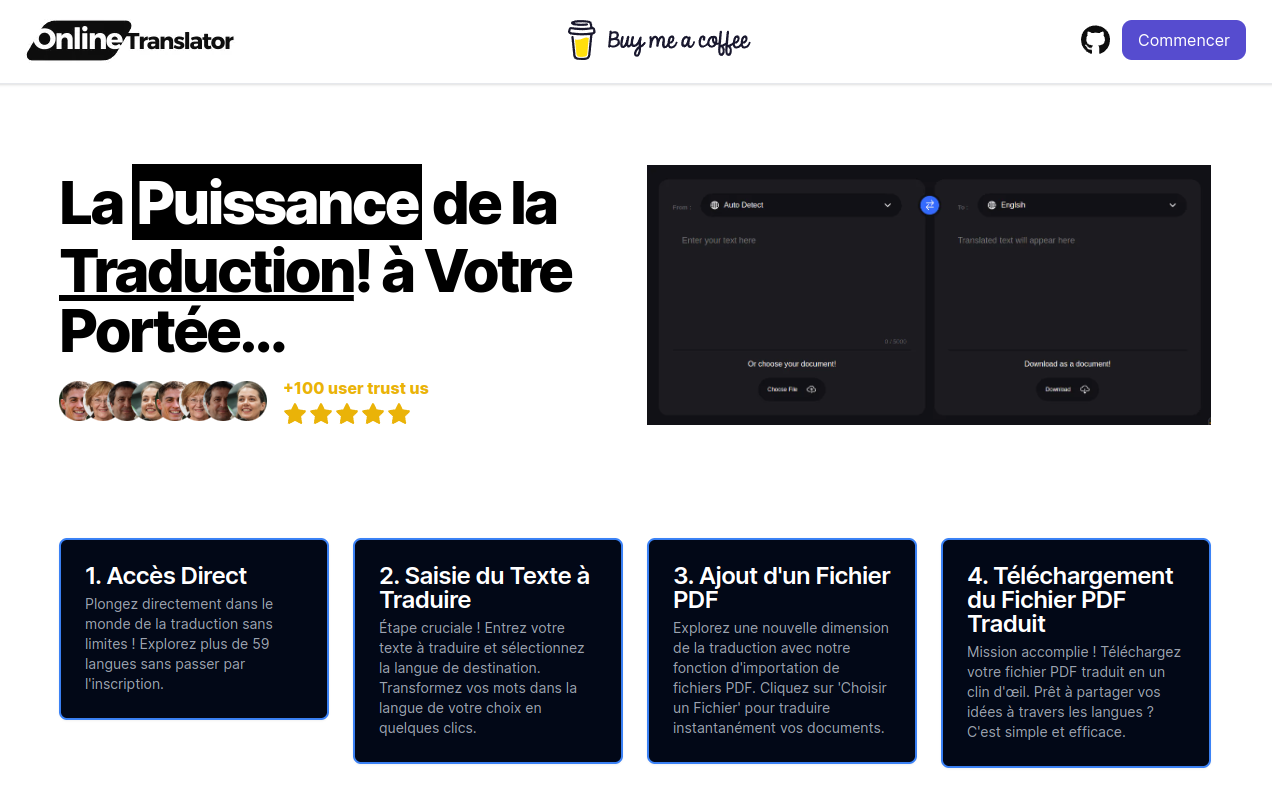 Online Translator
Buy me a coffee
Commencer
La Puissance de la
Traduction! à Votre
Portée...
+100 user trust us
From :
Auto Detect
To :
Englsih
Enter your text here
Translated text will appear here
0 / 5000
Or choose your document!
Download as a document!
Choose File
Download
1. Accès Direct
Plongez directement dans le
monde de la traduction sans
limites ! Explorez plus de 59
langues sans passer par
l'inscription.
2. Saisie du Texte à
Traduire
Étape cruciale ! Entrez votre
texte à traduire et sélectionnez
la langue de destination.
Transformez vos mots dans la
langue de votre choix en
quelques clics.
3. Ajout d'un Fichier
PDF
Explorez une nouvelle dimension
de la traduction avec notre
fonction d'importation de
fichiers PDF. Cliquez sur 'Choisir
un Fichier' pour traduire
instantanément vos documents.
4. Téléchargement
du Fichier PDF
Traduit
Mission accomplie ! Téléchargez
votre fichier PDF traduit en un
clin d'œil. Prêt à partager vos
idées à travers les langues ?
C'est simple et efficace.